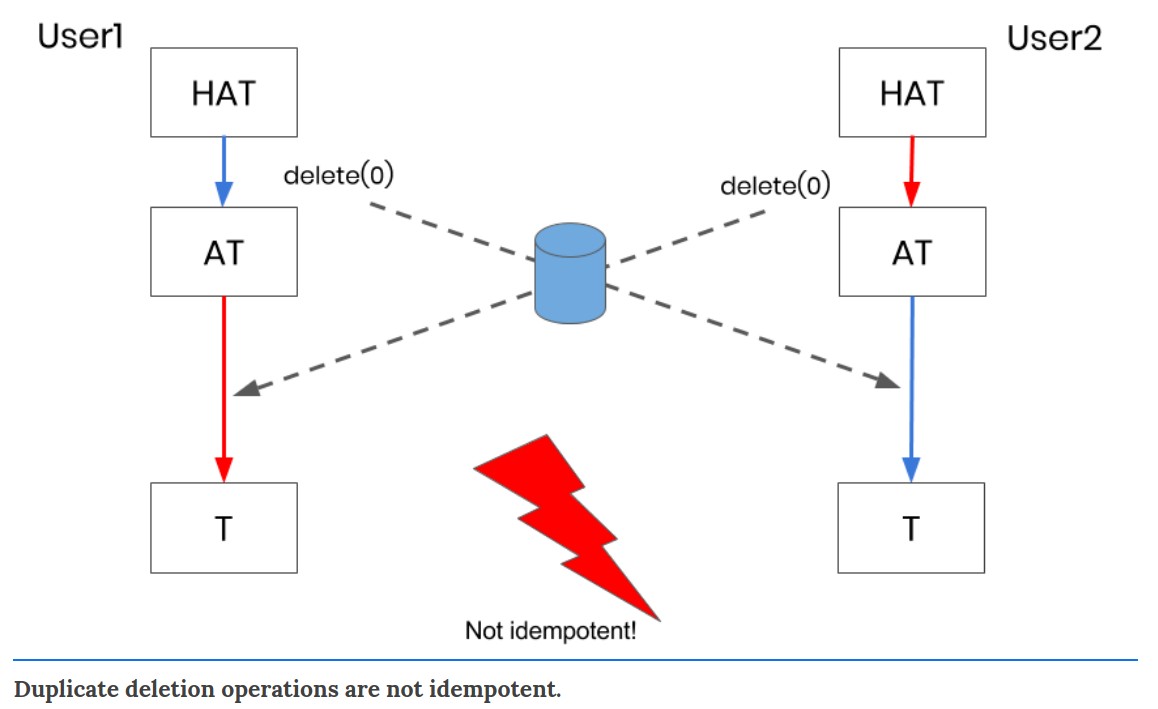 User1
User2
HAT
HAT
delete(0)
delete(0)
AT
AT
T
T
Not idempotent!
Duplicate deletion operations are not idempotent.